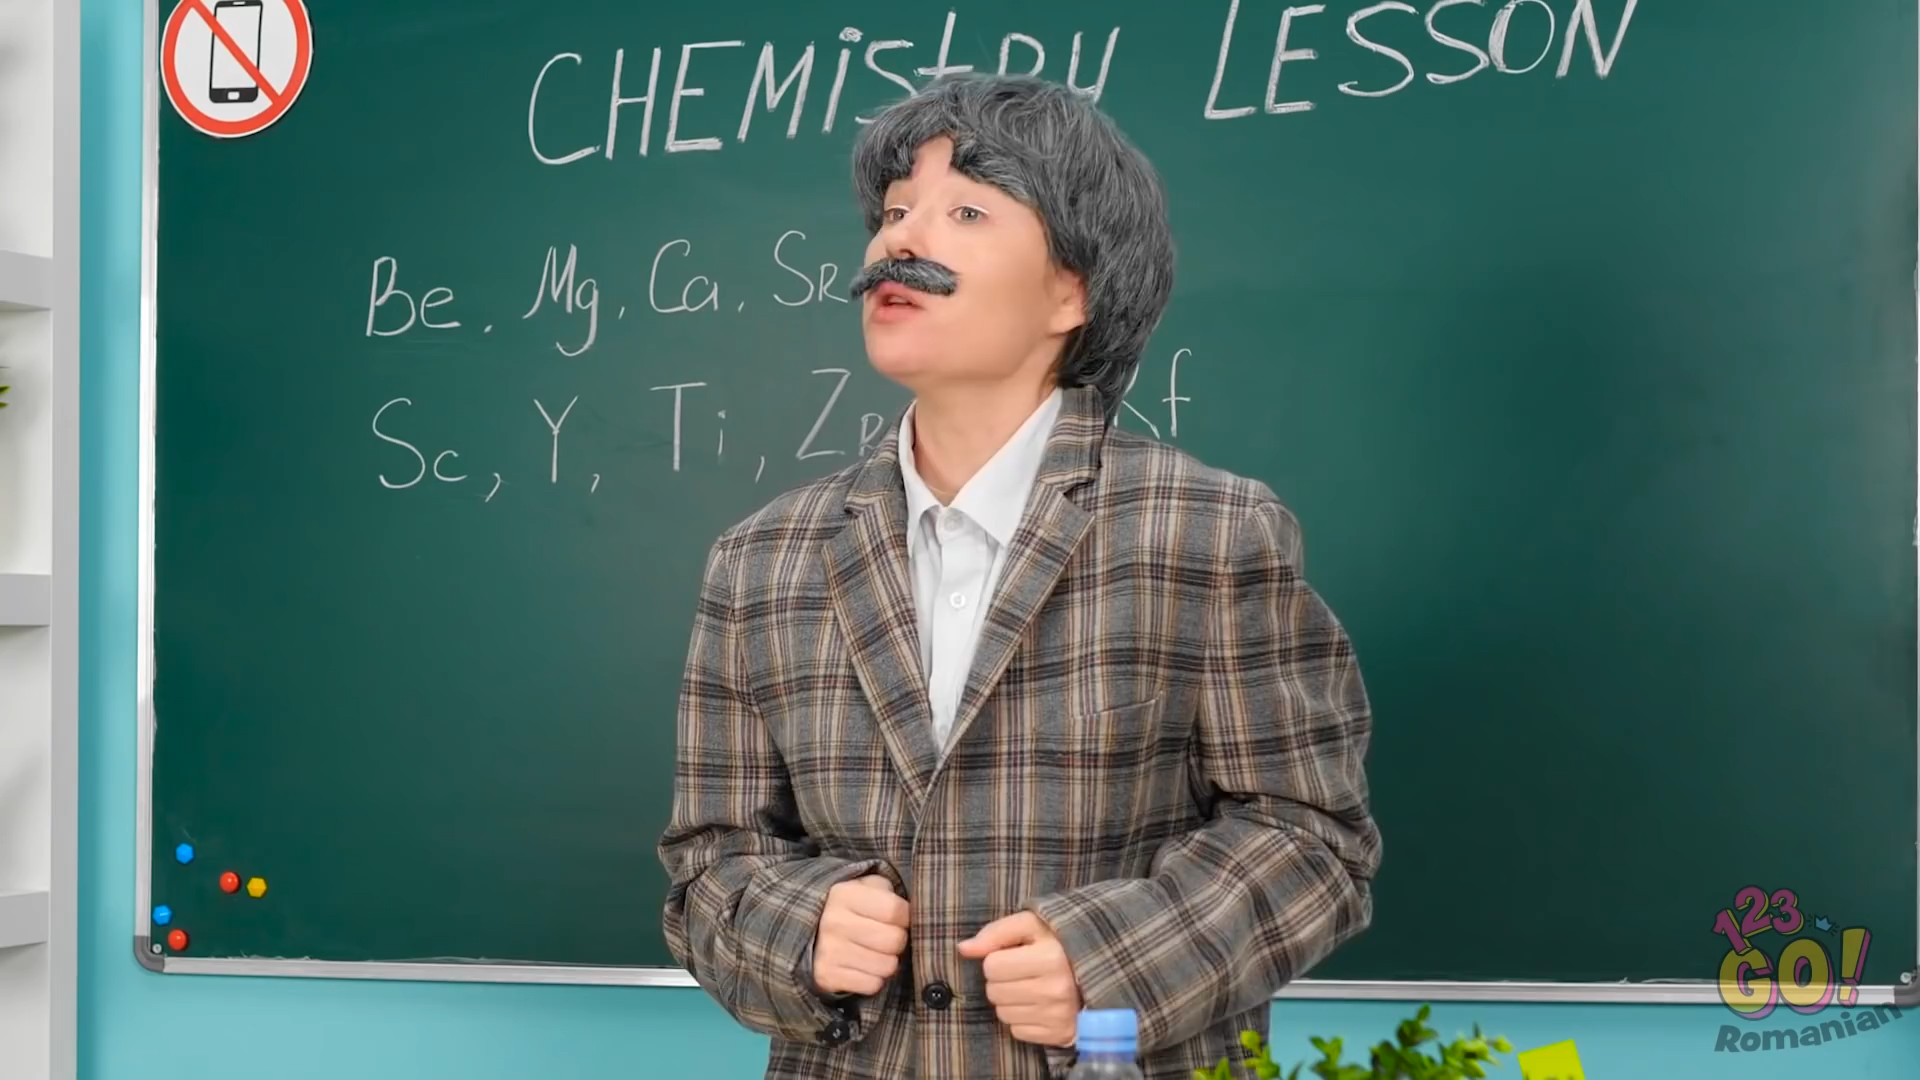 CHEMiStRY LESSON
Be. Mg, Ca. SR
Sc, Y, Ti, ZR f
123
GO!
Romanian